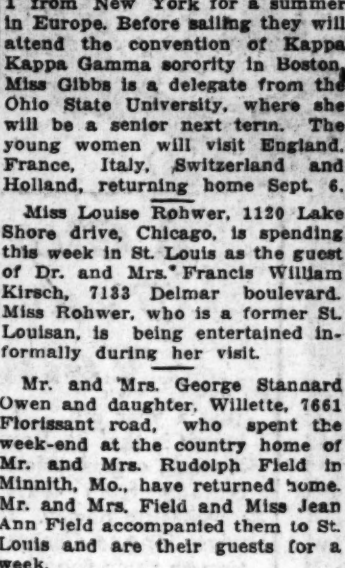 1 from New York for a summer
in Europe. Before sailing they will
attend the convention of Kappa
Kappa Gamma sorority in Boston.
Miss Gibbs is a delegate from the
Ohio State University, where she
will be a senior next term. The
young women will visit England,
France, Italy, Switzerland and
Holland, returning home Sept. 6.
Miss Louise Rohwer, 1120 Lake
Shore drive, Chicago, is spending
this week in St. Louis as the guest
of Dr. and Mrs. Francis William
Kirsch, 7133 Delmar boulevard.
Miss Rohwer, who is a former St.
Louisan, is being entertained in-
formally during her visit.
Mr. and Mrs. George Stannard
Owen and daughter, Willette, 7661
Florissant road, who spent the
week-end at the country home of
Mr. and Mrs. Rudolph Field in
Minnith, Mo., have returned home.
Mr. and Mrs. Field and Miss Jean
Ann Field accompanied them to St.
Louis and are their guests for a
week.